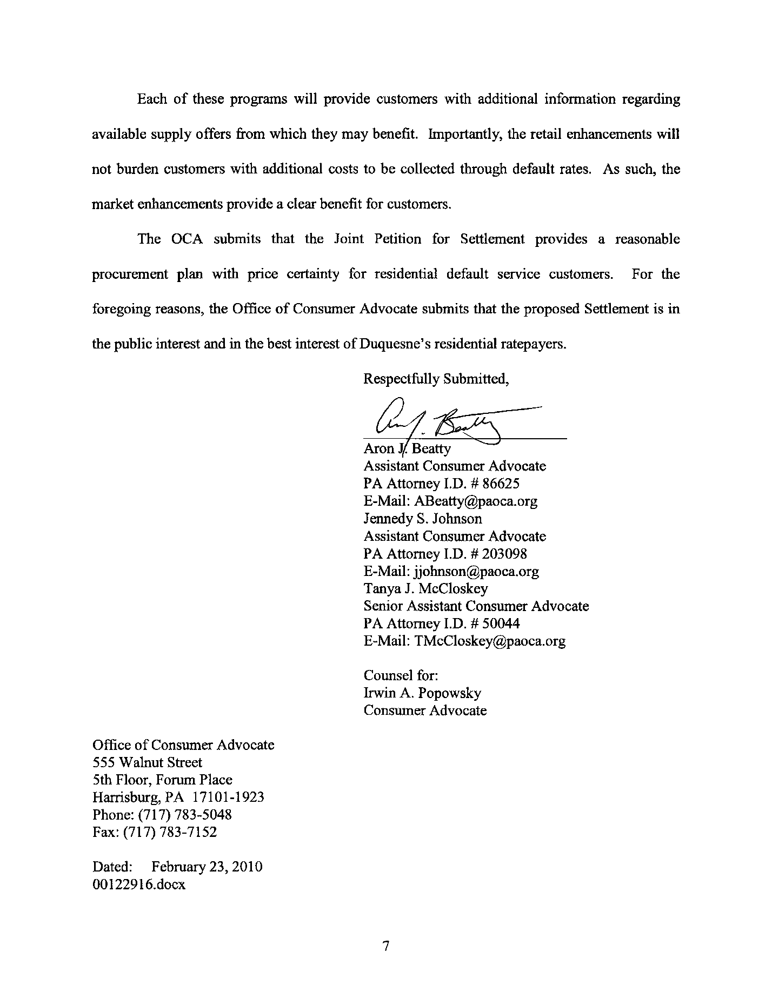 Each of these programs will provide customers with additional information regarding
available supply offers from which they may benefit. Importantly, the retail enhancements will
not burden customers with additional costs to be collected through default rates. As such, the
market enhancements provide a clear benefit for customers.
The OCA submits that the Joint Petition for Settlement provides a reasonable
procurement plan with price certainty for residential default service customers. For the
foregoing reasons, the Office of Consumer Advocate submits that the proposed Settlement is in
the public interest and in the best interest of Duquesne's residential ratepayers.
Respectfully Submitted,
Aron J. Beatty
Assistant Consumer Advocate
PA Attorney I.D. # 86625
E-Mail: ABeatty@paoca.org
Jennedy S. Johnson
Assistant Consumer Advocate
PA Attorney I.D. # 203098
E-Mail: jjohnson@paoca.org
Tanya J. McCloskey
Senior Assistant Consumer Advocate
PA Attorney I.D. # 50044
E-Mail: TMcCloskey@paoca.org
Counsel for:
Irwin A. Popowsky
Consumer Advocate
Office of Consumer Advocate
555 Walnut Street
5th Floor, Forum Place
Harrisburg, PA 17101-1923
Phone: (717) 783-5048
Fax: (717) 783-7152
Dated: February 23, 2010
00122916.docx
7